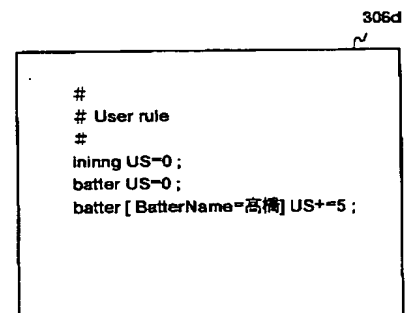 306d
#
# User rule
#
ininng US=0 ;
batter US=0 ;
batter [ BatterName=高橋] US+=5 ;